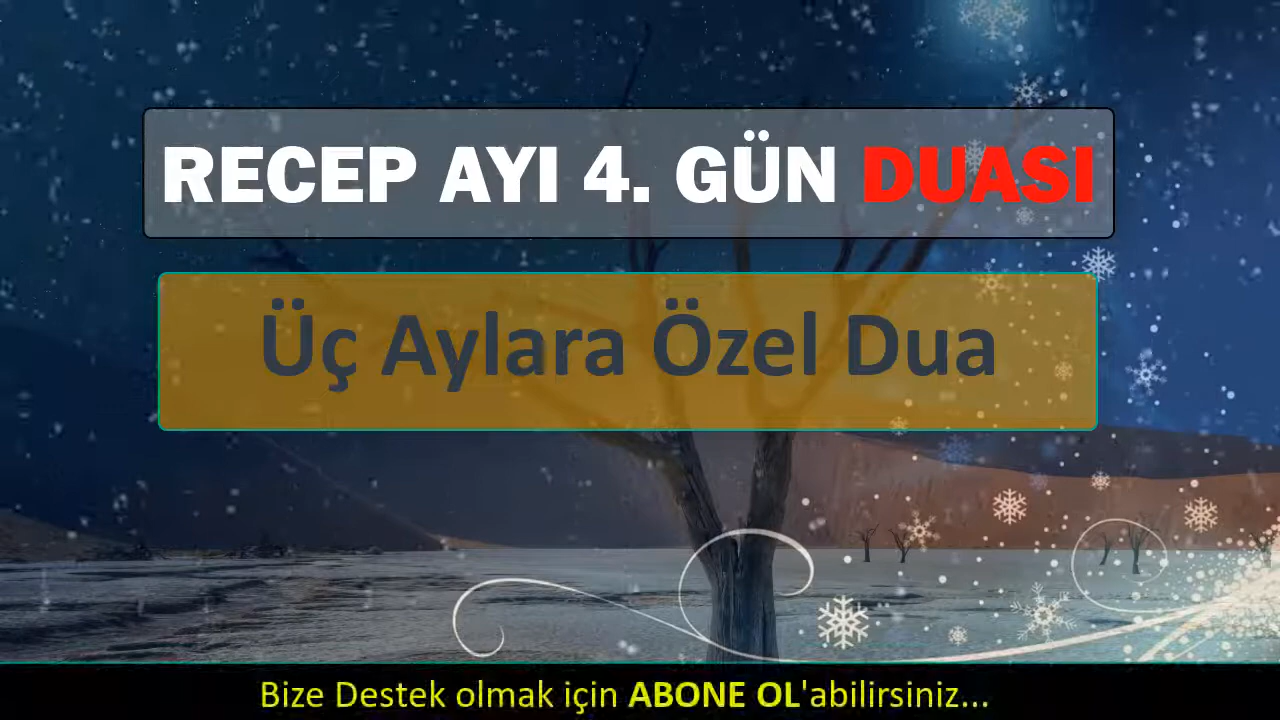 RECEP AYI 4. GÜN DUASI
Üç Aylara Özel Dua
Bize Destek olmak için ABONE OL'abilirsiniz...